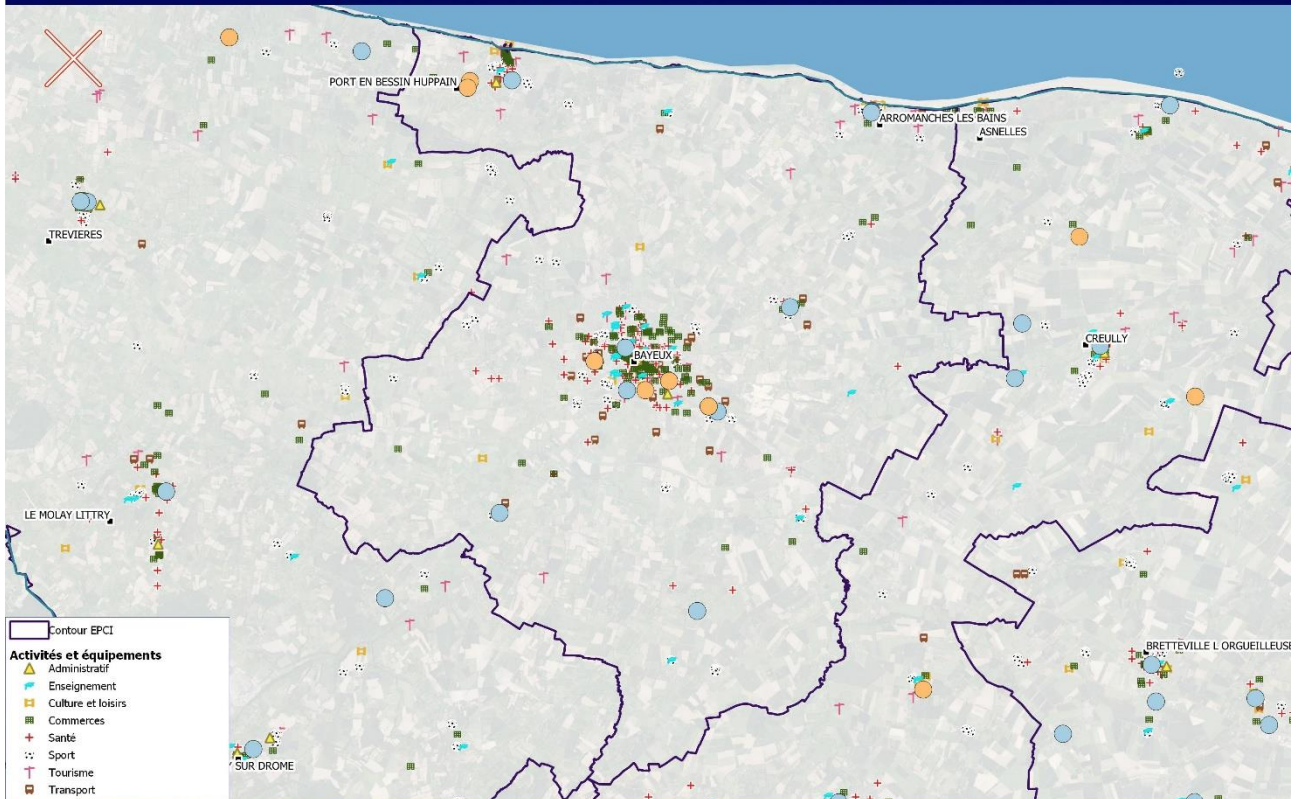 PORT EN BESSIN HUPPAIN
ARROMANCHES LES BAINS
ASNELLES
TREVIERES
BAYEUX
CREULLY
LE MOLAY LITTRY
BRETTEVILLE L ORGUEILLEUSE
Y SUR DROME
Contour EPCI
Activités et équipements
Administratif
Enseignement
Culture et loisirs
Commerces
Santé
Sport
Tourisme
Transport